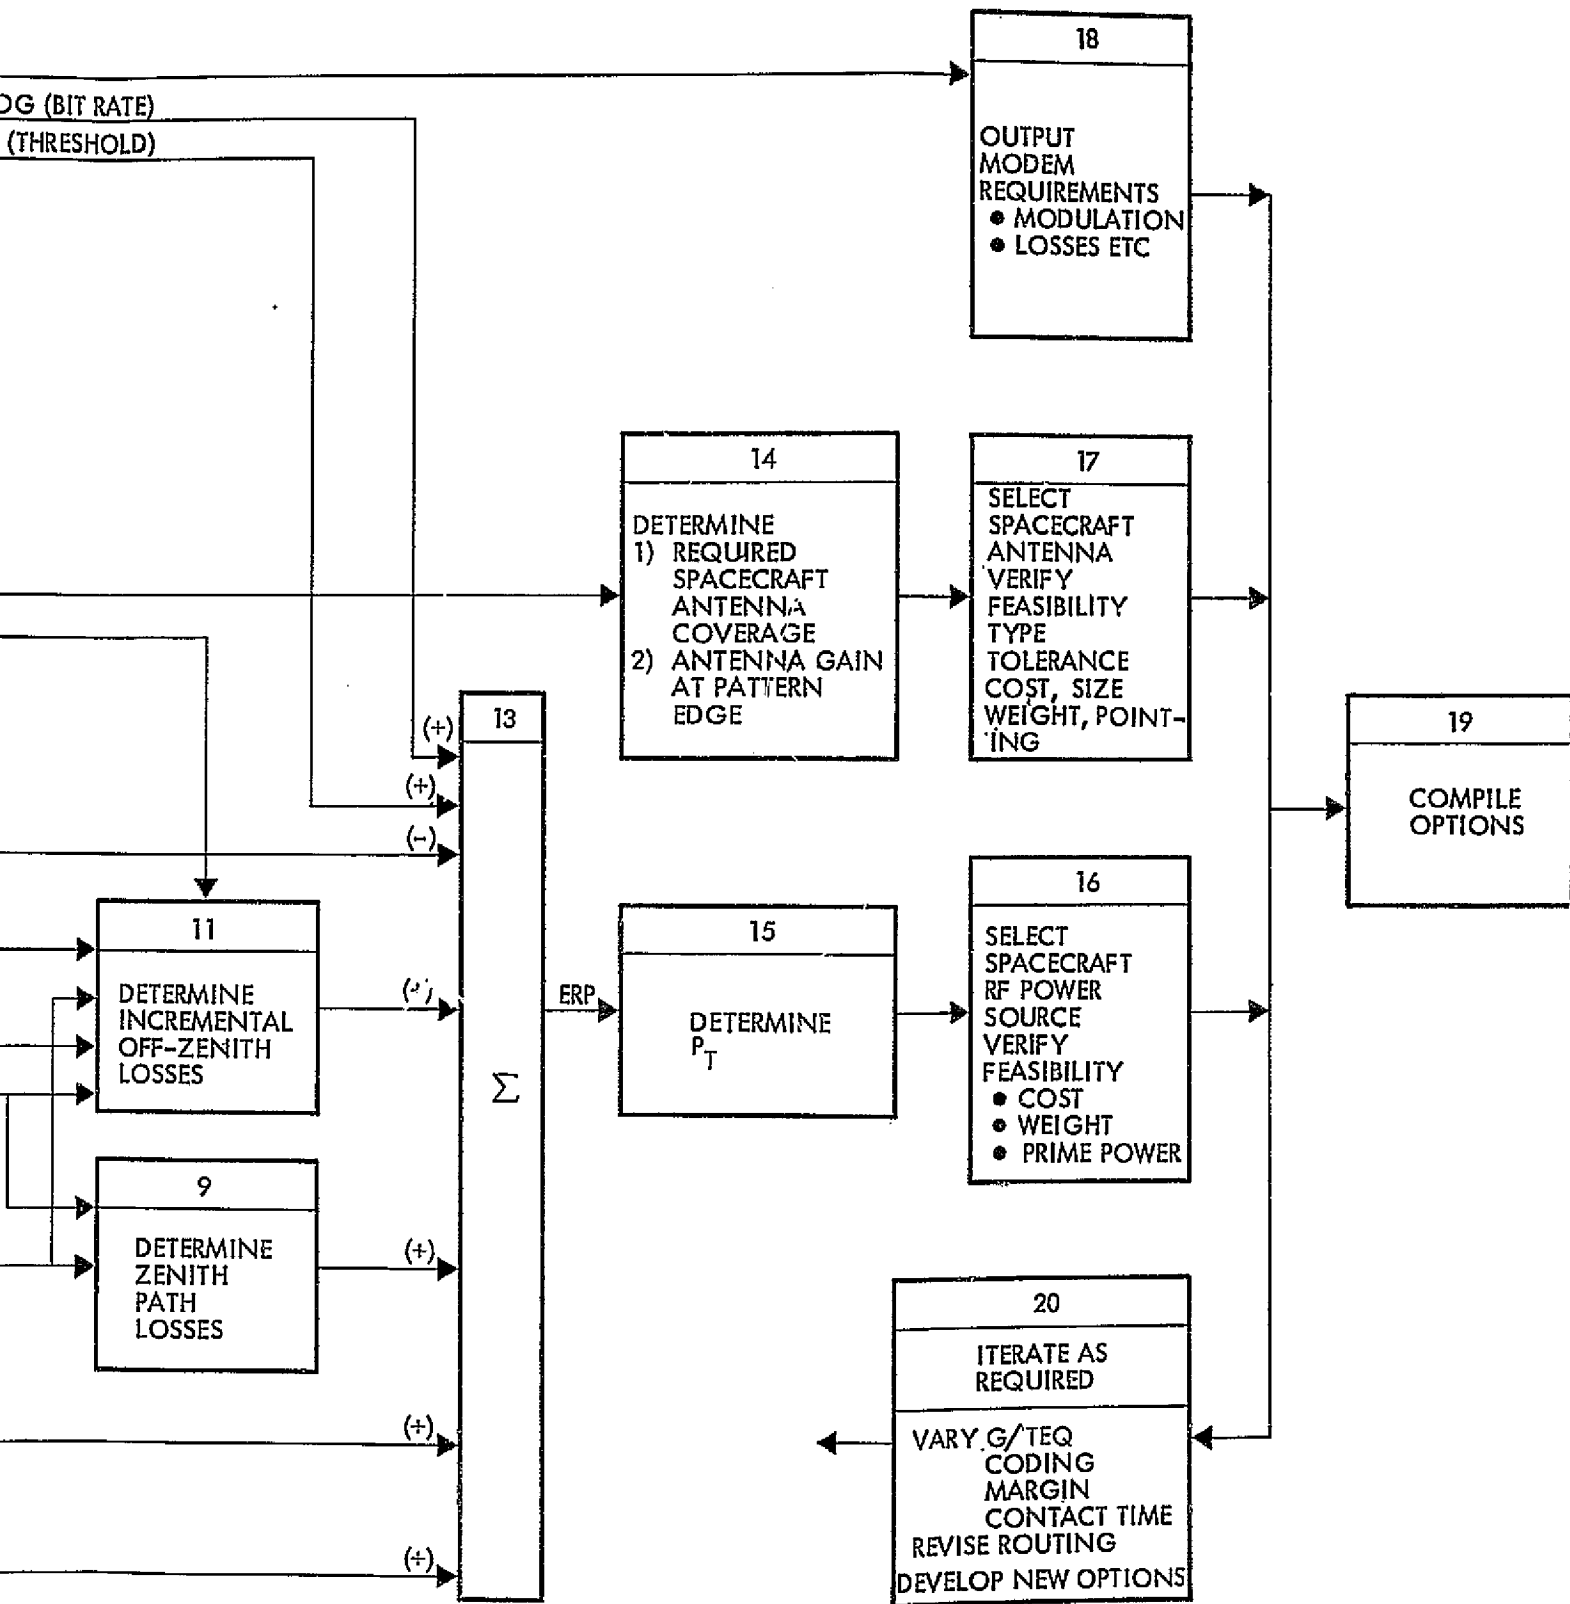 18
OUTPUT
MODEM
REQUIREMENTS
● MODULATION
● LOSSES ETC
OG (BIT RATE)
(THRESHOLD)
14
DETERMINE
1) REQUIRED
SPACECRAFT
ANTENNA
COVERAGE
2) ANTENNA GAIN
AT PATTERN
EDGE
17
SELECT
SPACECRAFT
ANTENNA
VERIFY
FEASIBILITY
TYPE
TOLERANCE
COST, SIZE
WEIGHT, POINT-
ING
13
(+)
(+)
(-)
Σ
(+)
(+)
(+)
19
COMPILE
OPTIONS
11
DETERMINE
INCREMENTAL
OFF-ZENITH
LOSSES
ERP
15
DETERMINE
P_T
16
SELECT
SPACECRAFT
RF POWER
SOURCE
VERIFY
FEASIBILITY
● COST
● WEIGHT
● PRIME POWER
9
DETERMINE
ZENITH
PATH
LOSSES
20
ITERATE AS
REQUIRED
VARY G/TEQ
CODING
MARGIN
CONTACT TIME
REVISE ROUTING
DEVELOP NEW OPTIONS